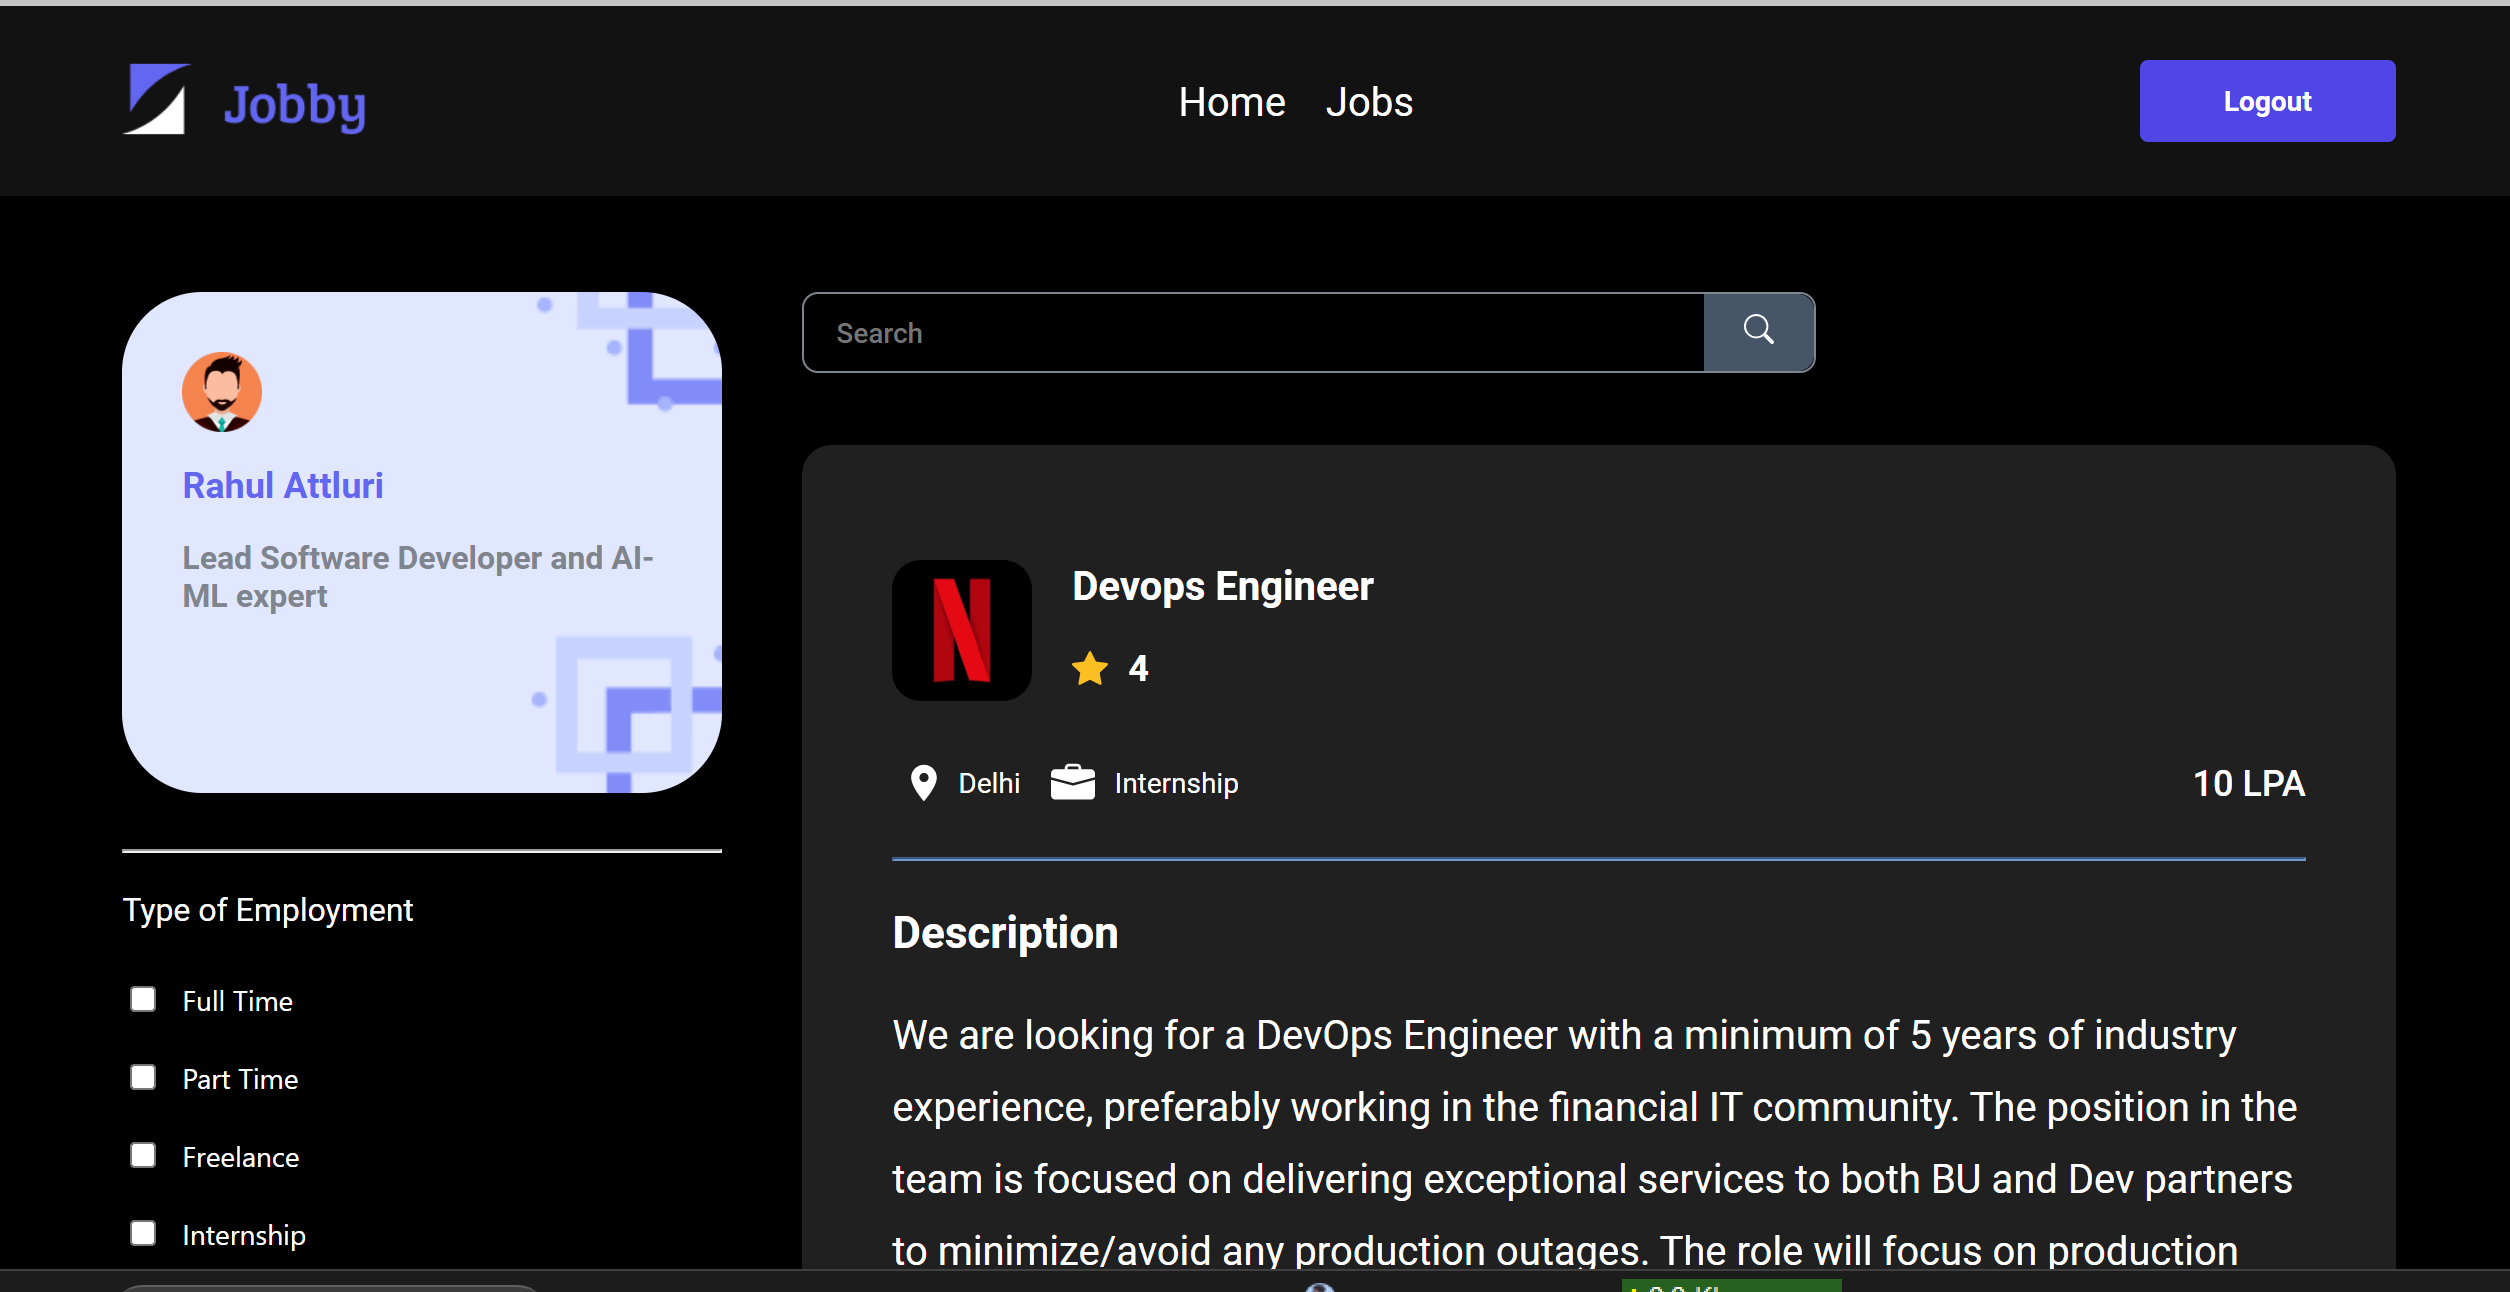 Jobby
Home Jobs
Logout
Rahul Attluri
Lead Software Developer and AI-
ML expert
Type of Employment
Full Time
Part Time
Freelance
Internship
Search
Devops Engineer
4
Delhi Internship 10 LPA
Description
We are looking for a DevOps Engineer with a minimum of 5 years of industry
experience, preferably working in the financial IT community. The position in the
team is focused on delivering exceptional services to both BU and Dev partners
to minimize/avoid any production outages. The role will focus on production